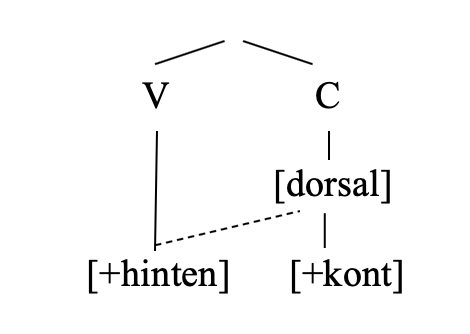 V C
[dorsal]
[+hinten] [+kont]